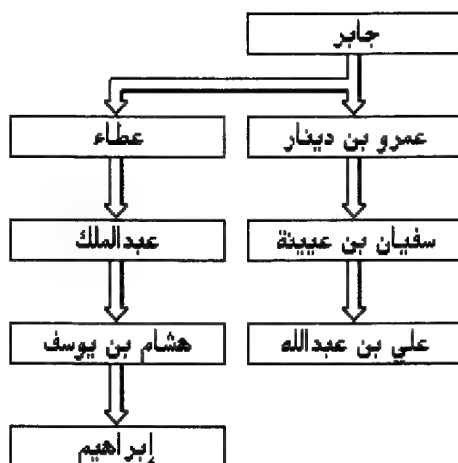 جابر
عمرو بن دينار
عطاء
سفيان بن عيينة
عبدالملك
علي بن عبدالله
هشام بن يوسف
إبراهيم